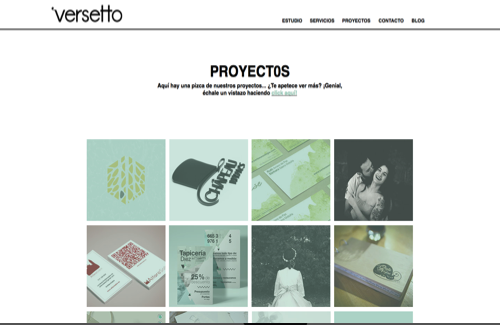 versetto
ESTUDIO SERVICIOS PROYECTOS CONTACTO BLOG
PROYECT0S
Aquí hay una pizca de nuestros proyectos... ¿Te apetece ver más? ¡Genial,
échale un vistazo haciendo click aquí!
CHAPEAU
Tapicería
Díaz
25%